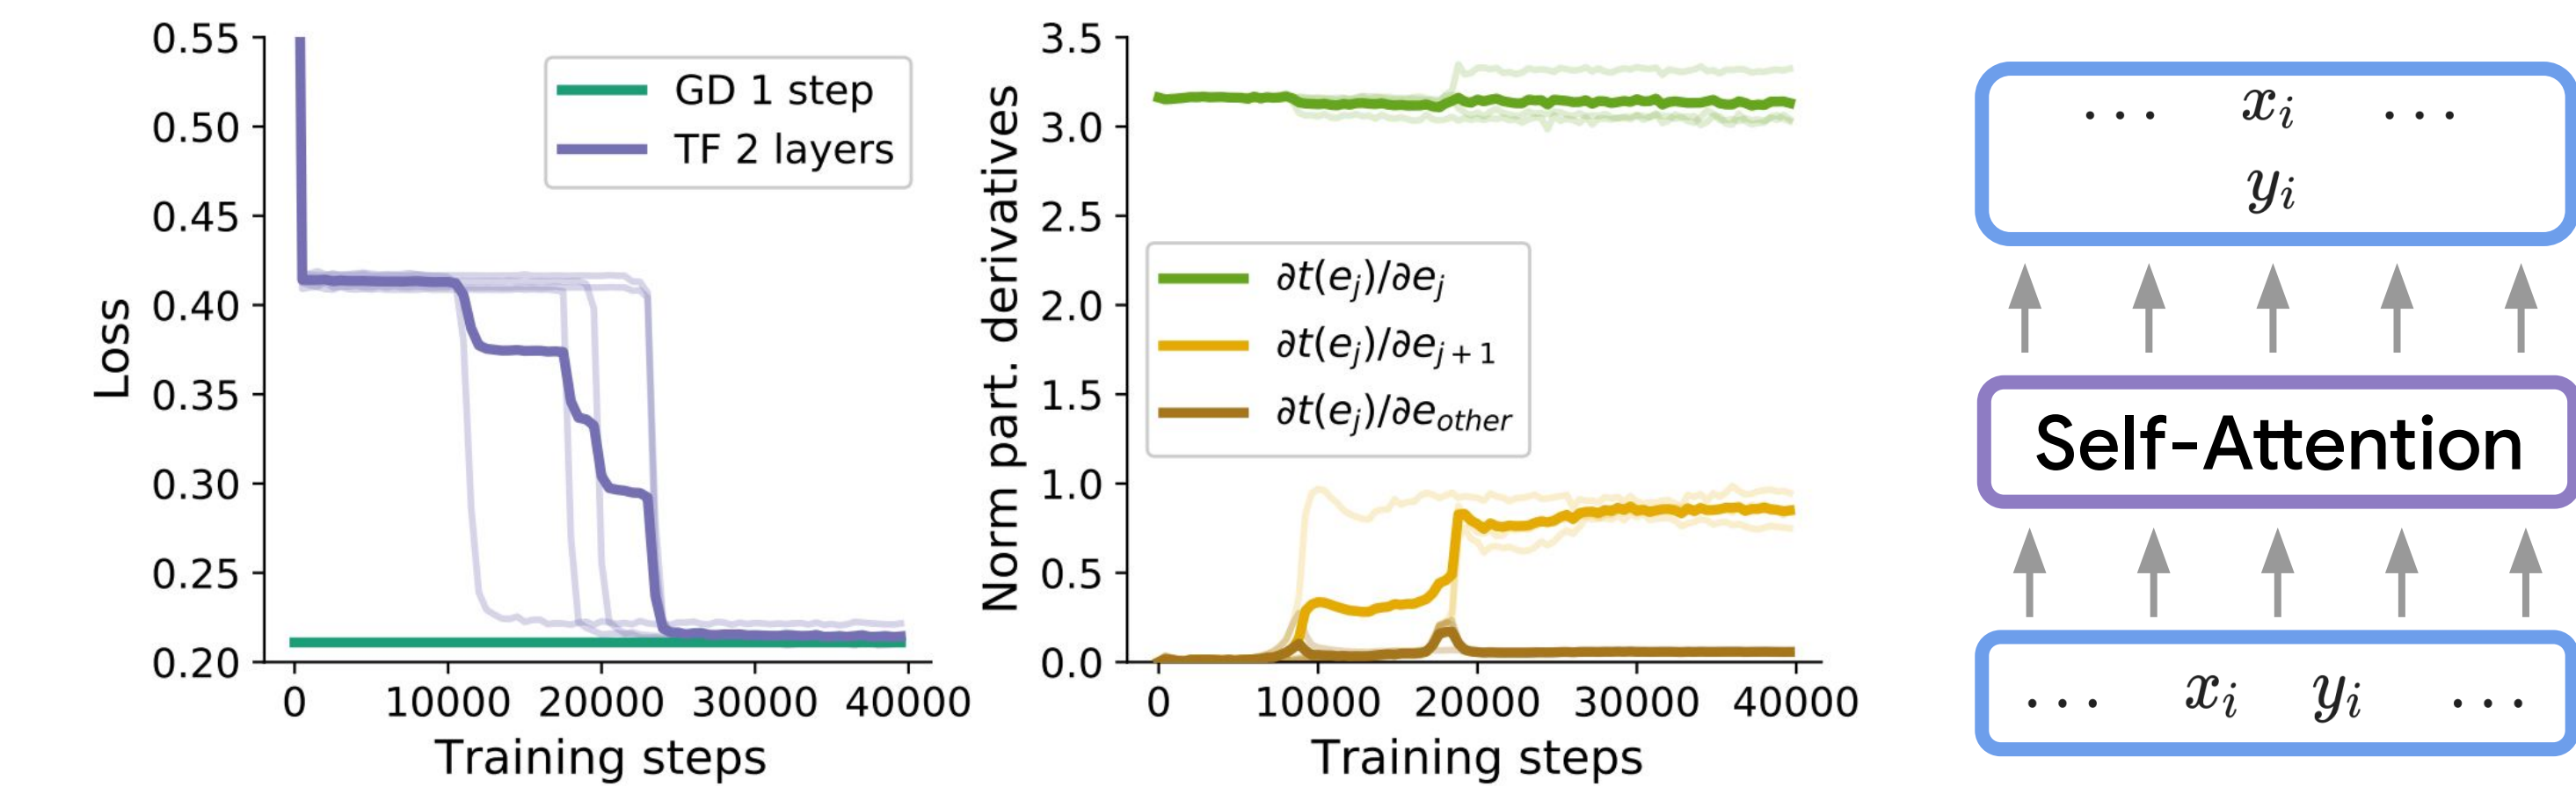 Loss
0.55
0.50
0.45
0.40
0.35
0.30
0.25
0.20
GD 1 step
TF 2 layers
0 10000 20000 30000 40000
Training steps
Norm part. derivatives
3.5
3.0
2.5
2.0
1.5
1.0
0.5
0.0
∂t(e_j)/∂e_j
∂t(e_j)/∂e_{j+1}
∂t(e_j)/∂e_{other}
0 10000 20000 30000 40000
Training steps
... x_i ...
y_i
Self-Attention
... x_i y_i ...